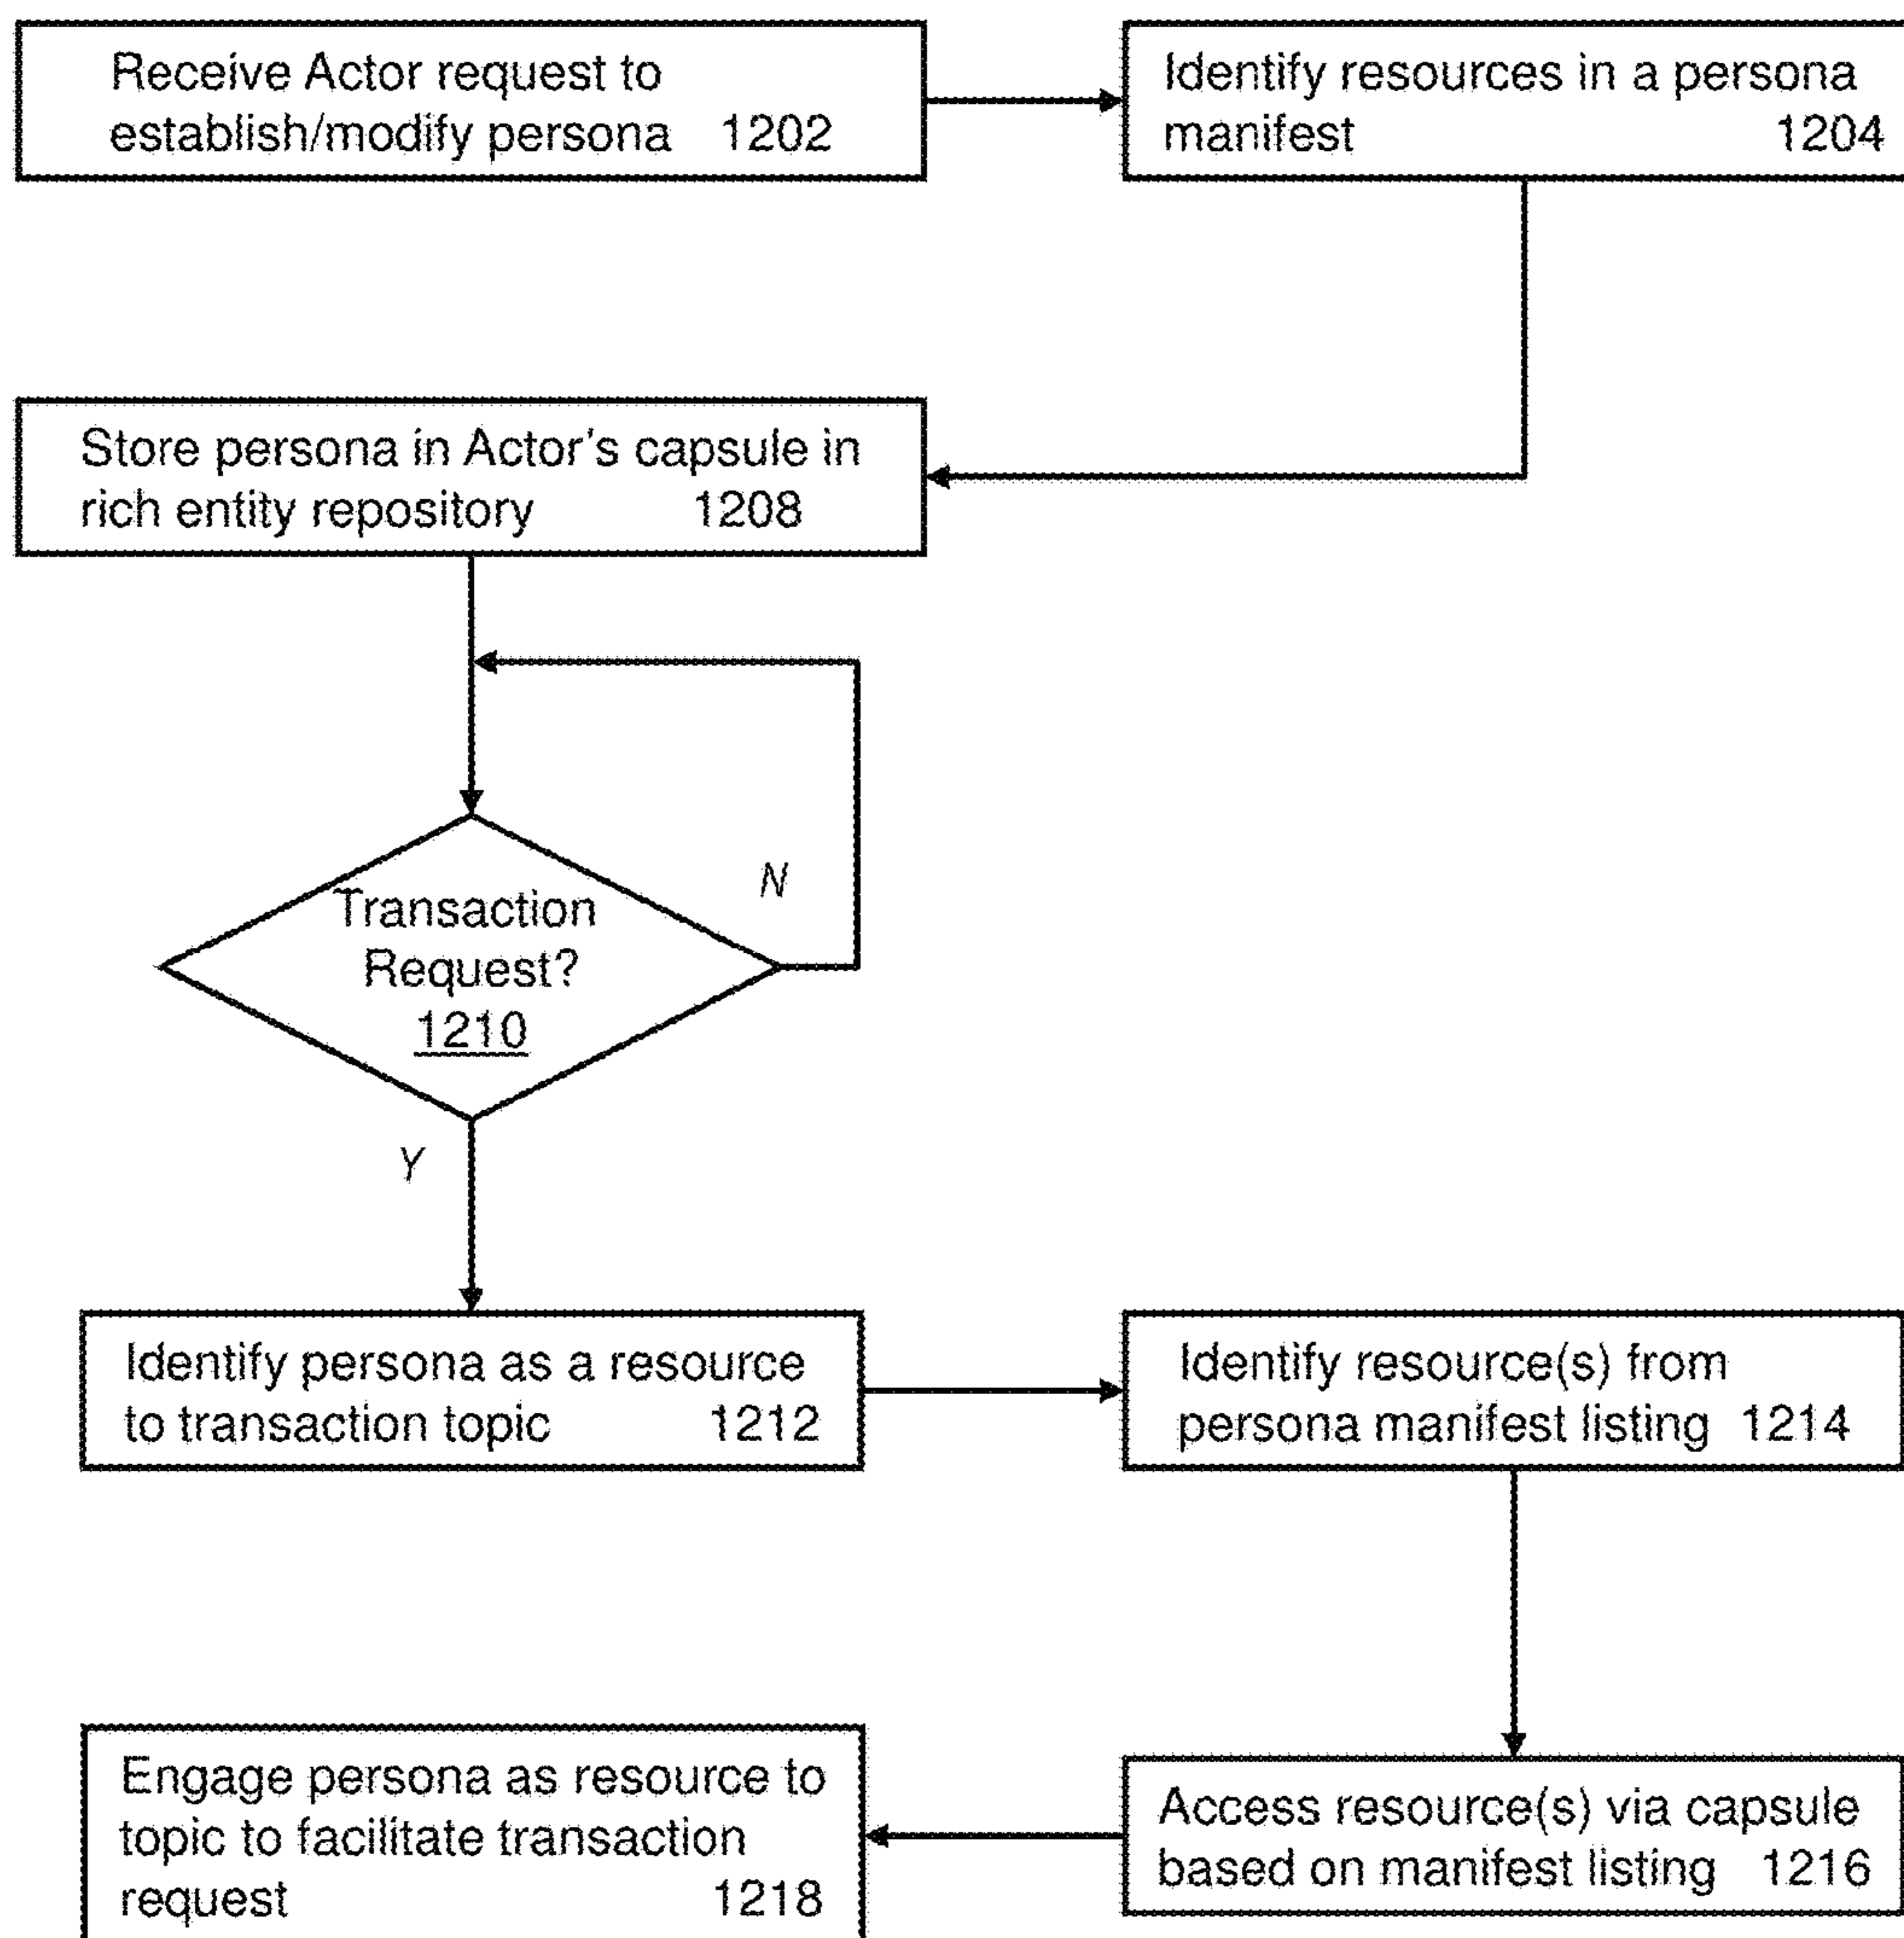 Receive Actor request to
establish/modify persona 1202
Identify resources in a persona
manifest 1204
Store persona in Actor's capsule in
rich entity repository 1208
N
Transaction
Request?
1210
Y
Identify persona as a resource
to transaction topic 1212
Identify resource(s) from
persona manifest listing 1214
Access resource(s) via capsule
based on manifest listing 1216
Engage persona as resource to
topic to facilitate transaction
request 1218